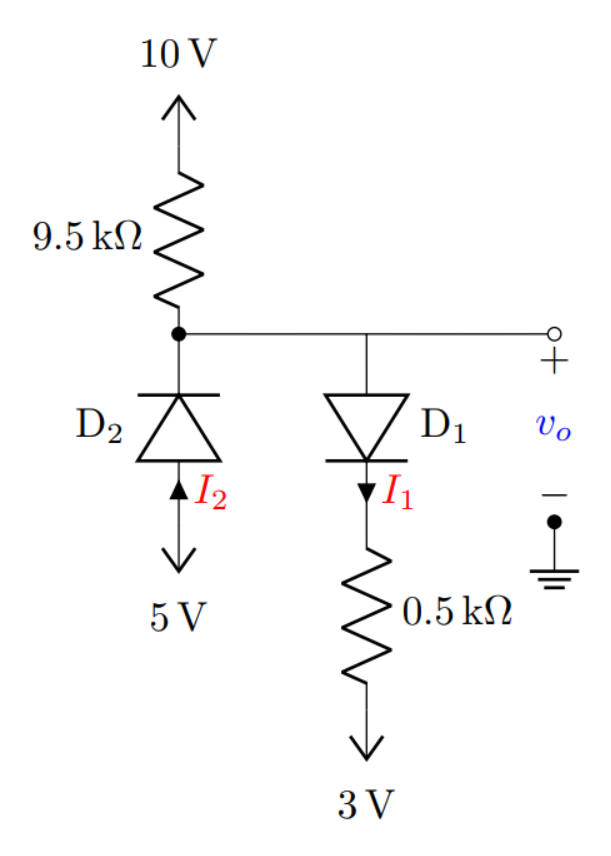 10 V
9.5 kΩ
D₂
D₁
+
vₒ
I₂
I₁
−
5 V
0.5 kΩ
3 V